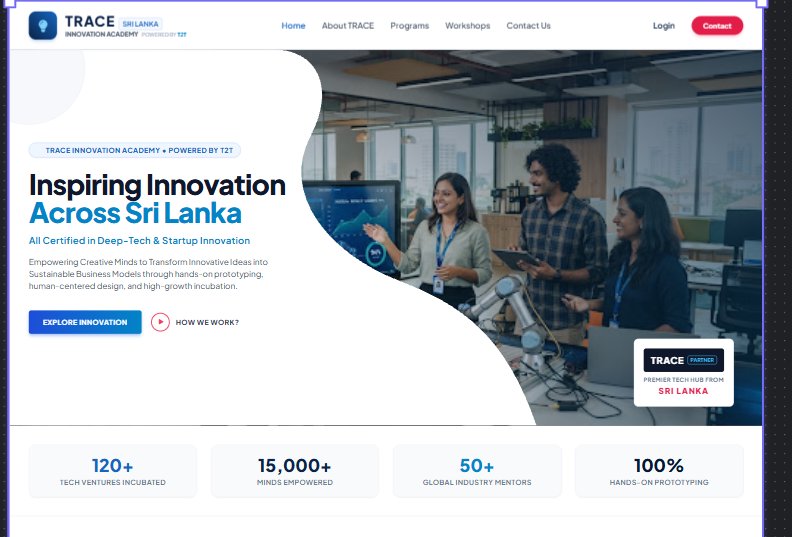 TRACE SRI LANKA
INNOVATION ACADEMY POWERED BY T2T
Home About TRACE Programs Workshops Contact Us Login Contact
TRACE INNOVATION ACADEMY • POWERED BY T2T
Inspiring Innovation
Across Sri Lanka
All Certified in Deep-Tech & Startup Innovation
Empowering Creative Minds to Transform Innovative Ideas into
Sustainable Business Models through hands-on prototyping,
human-centered design, and high-growth incubation.
EXPLORE INNOVATION HOW WE WORK?
TRACE PARTNER
PREMIER TECH HUB FROM
SRI LANKA
120+ 15,000+ 50+ 100%
TECH VENTURES INCUBATED MINDS EMPOWERED GLOBAL INDUSTRY MENTORS HANDS-ON PROTOTYPING